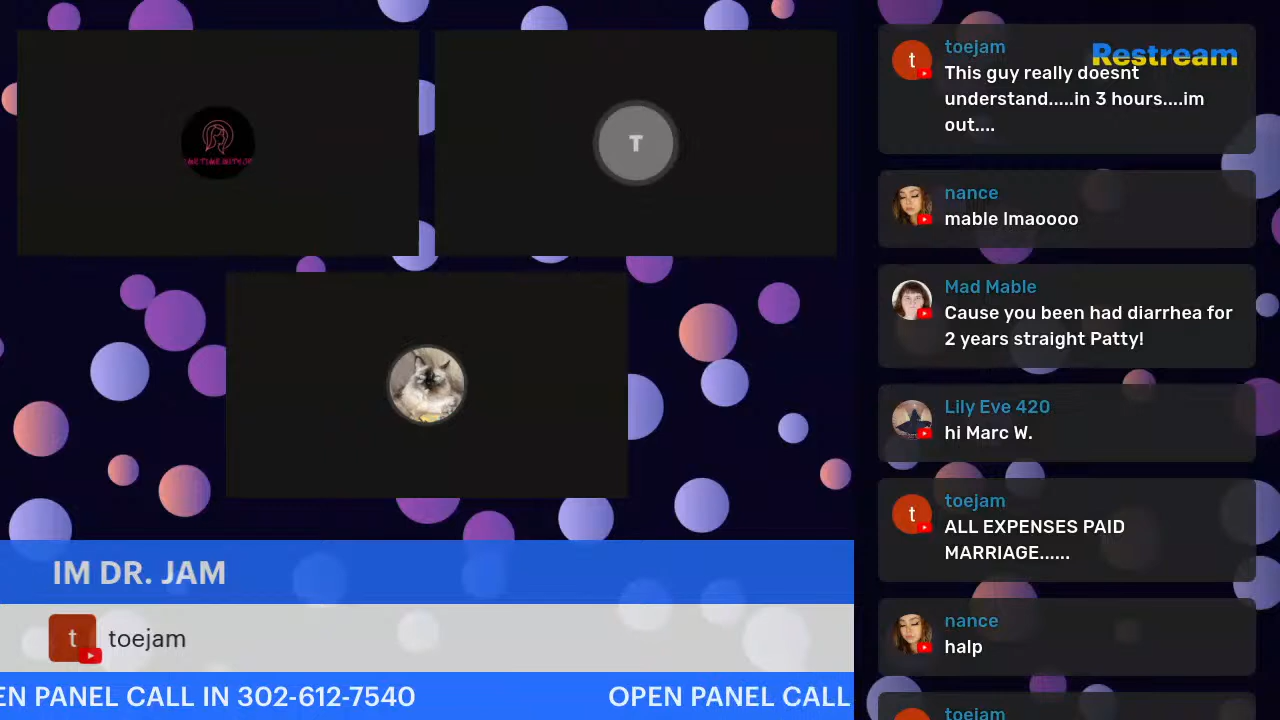 T
IM DR. JAM
t
toejam
EN PANEL CALL IN 302-612-7540
OPEN PANEL CALL
Restream
t
toejam
This guy really doesnt
understand.....in 3 hours....im
out....
nance
mable lmaoooo
Mad Mable
Cause you been had diarrhea for
2 years straight Patty!
Lily Eve 420
hi Marc W.
t
toejam
ALL EXPENSES PAID
MARRIAGE......
nance
halp
toejam